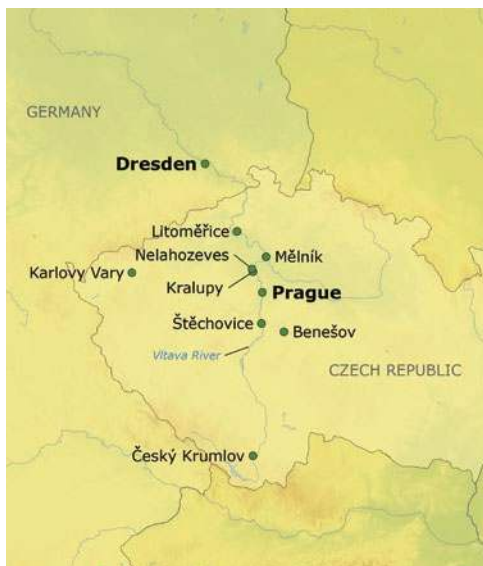 GERMANY
Dresden
Litoměřice
Nelahozeves
Mělník
Karlovy Vary
Kralupy
Prague
Štěchovice
Benešov
Vltava River
CZECH REPUBLIC
Český Krumlov